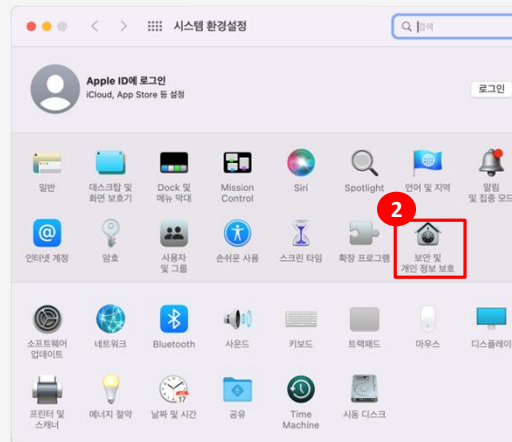 시스템 환경설정
검색
Apple ID에 로그인
iCloud, App Store 등 설정
로그인
일반
데스크탑 및
화면 보호기
Dock 및
메뉴 막대
Mission
Control
Siri
Spotlight
언어 및 지역
알림
및 집중 모드
2
인터넷 계정
암호
사용자
및 그룹
손쉬운 사용
스크린 타임
확장 프로그램
보안 및
개인 정보 보호
소프트웨어
업데이트
네트워크
Bluetooth
사운드
키보드
트랙패드
마우스
디스플레이
프린터 및
스캐너
에너지 절약
17
날짜 및 시간
공유
Time
Machine
시동 디스크